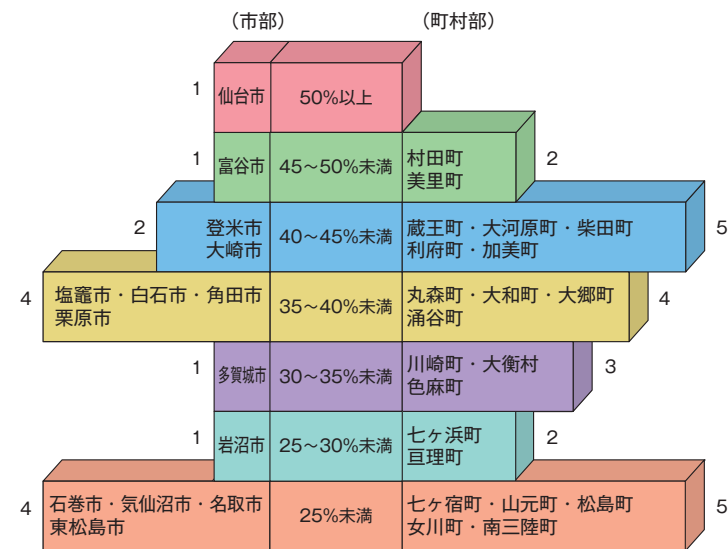 （市部）
（町村部）
1
仙台市
50%以上
1
富谷市
45～50%未満
村田町
美里町
2
2
登米市
大崎市
40～45%未満
蔵王町・大河原町・柴田町
利府町・加美町
5
4
塩竈市・白石市・角田市
栗原市
35～40%未満
丸森町・大和町・大郷町
涌谷町
4
1
多賀城市
30～35%未満
川崎町・大衡村
色麻町
3
1
岩沼市
25～30%未満
七ヶ浜町
亘理町
2
4
石巻市・気仙沼市・名取市
東松島市
25%未満
七ヶ宿町・山元町・松島町
女川町・南三陸町
5